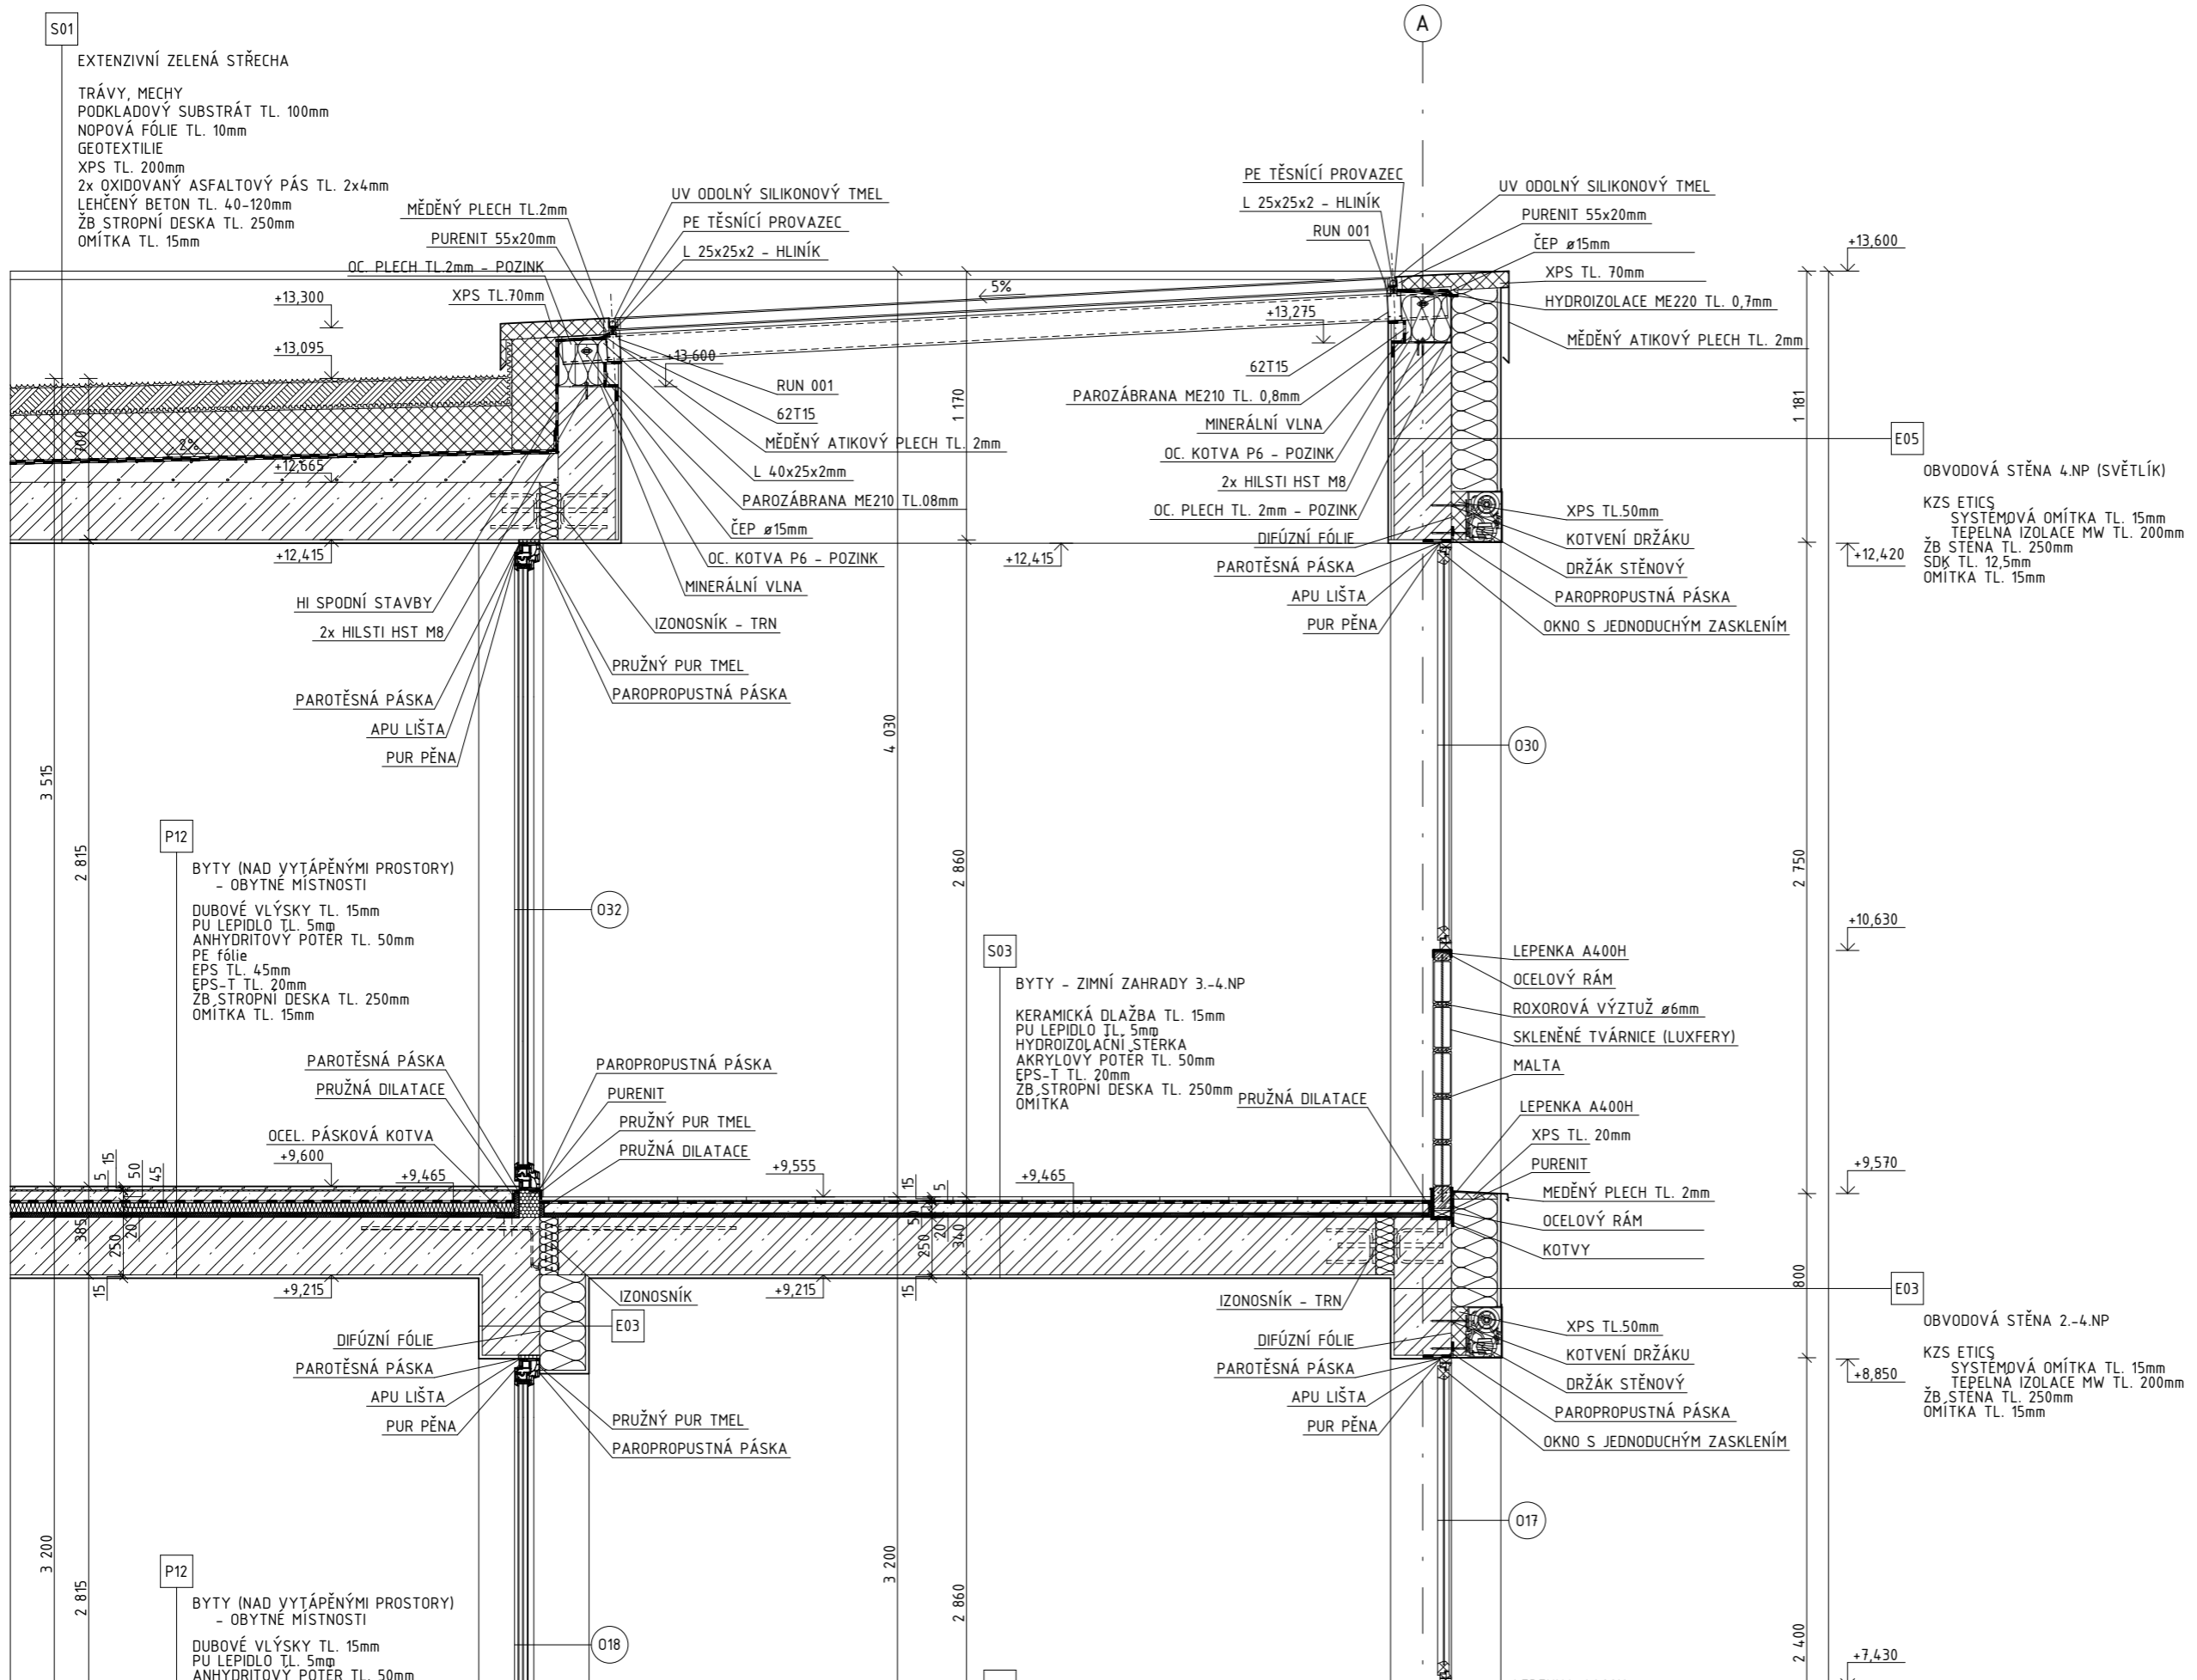 S01
EXTENZIVNÍ ZELENÁ STŘECHA
TRÁVY, MECHY
PODKLADOVÝ SUBSTRÁT TL. 100mm
NOPOVÁ FÓLIE TL. 10mm
GEOTEXTILIE
XPS TL. 200mm
2x OXIDOVANÝ ASFALTOVÝ PÁS TL. 2x4mm
LEHČENÝ BETON TL. 40-120mm
ŽB STROPNÍ DESKA TL. 250mm
OMÍTKA TL. 15mm
MĚDĚNÝ PLECH TL.2mm
PURENIT 55x20mm
OC. PLECH TL.2mm - POZINK
XPS TL.70mm
UV ODOLNÝ SILIKONOVÝ TMEL
PE TĚSNÍCÍ PROVAZEC
L 25x25x2 - HLINÍK
A
PE TĚSNÍCÍ PROVAZEC
L 25x25x2 - HLINÍK
RUN 001
UV ODOLNÝ SILIKONOVÝ TMEL
PURENIT 55x20mm
ČEP ø15mm
XPS TL. 70mm
HYDROIZOLACE ME220 TL. 0,7mm
MĚDĚNÝ ATIKOVÝ PLECH TL. 2mm
+13,600
+13,300
+13,095
5%
+13,275
+13,600
RUN 001
62T15
MĚDĚNÝ ATIKOVÝ PLECH TL. 2mm
L 40x25x2mm
PAROZÁBRANA ME210 TL.08mm
ČEP ø15mm
OC. KOTVA P6 - POZINK
MINERÁLNÍ VLNA
IZONOSNÍK - TRN
PRUŽNÝ PUR TMEL
PAROPROPUSTNÁ PÁSKA
62T15
PAROZÁBRANA ME210 TL. 0,8mm
MINERÁLNÍ VLNA
OC. KOTVA P6 - POZINK
2x HILSTI HST M8
OC. PLECH TL. 2mm - POZINK
DIFÚZNÍ FÓLIE
PAROTĚSNÁ PÁSKA
APU LIŠTA
PUR PĚNA
XPS TL.50mm
KOTVENÍ DRŽÁKU
DRŽÁK STĚNOVÝ
PAROPROPUSTNÁ PÁSKA
OKNO S JEDNODUCHÝM ZASKLENÍM
1 170
1 181
700
2%
+12,665
+12,415
+12,415
+12,420
E05
OBVODOVÁ STĚNA 4.NP (SVĚTLÍK)
KZS ETICS
SYSTÉMOVÁ OMÍTKA TL. 15mm
TEPELNÁ IZOLACE MW TL. 200mm
ŽB STĚNA TL. 250mm
SDK TL. 12,5mm
OMÍTKA TL. 15mm
HI SPODNÍ STAVBY
2x HILSTI HST M8
PAROTĚSNÁ PÁSKA
APU LIŠTA
PUR PĚNA
3 515
2 815
4 030
2 860
2 750
O30
O32
P12
BYTY (NAD VYTÁPĚNÝMI PROSTORY)
- OBYTNÉ MÍSTNOSTI
DUBOVÉ VLÝSKY TL. 15mm
PU LEPIDLO TL. 5mm
ANHYDRITOVÝ POTĚR TL. 50mm
PE fólie
EPS TL. 45mm
EPS-T TL. 20mm
ŽB STROPNÍ DESKA TL. 250mm
OMÍTKA TL. 15mm
S03
BYTY - ZIMNÍ ZAHRADY 3.-4.NP
KERAMICKÁ DLAŽBA TL. 15mm
PU LEPIDLO TL. 5mm
HYDROIZOLAČNÍ STĚRKA
AKRYLOVÝ POTĚR TL. 50mm
EPS-T TL. 20mm
ŽB STROPNÍ DESKA TL. 250mm
OMÍTKA
+10,630
LEPENKA A400H
OCELOVÝ RÁM
ROXOROVÁ VÝZTUŽ ø6mm
SKLENĚNÉ TVÁRNICE (LUXFERY)
MALTA
LEPENKA A400H
XPS TL. 20mm
PURENIT
MEDĚNÝ PLECH TL. 2mm
OCELOVÝ RÁM
KOTVY
PAROTĚSNÁ PÁSKA
PRUŽNÁ DILATACE
OCEL. PÁSKOVÁ KOTVA
PAROPROPUSTNÁ PÁSKA
PURENIT
PRUŽNÝ PUR TMEL
PRUŽNÁ DILATACE
PRUŽNÁ DILATACE
+9,600
+9,465
+9,555
+9,465
+9,570
5
15
50
45
385
250
20
15
15
5
50
20
250
340
15
800
+9,215
+9,215
IZONOSNÍK
IZONOSNÍK - TRN
E03
E03
OBVODOVÁ STĚNA 2.-4.NP
KZS ETICS
SYSTÉMOVÁ OMÍTKA TL. 15mm
TEPELNÁ IZOLACE MW TL. 200mm
ŽB STĚNA TL. 250mm
OMÍTKA TL. 15mm
+8,850
DIFÚZNÍ FÓLIE
PAROTĚSNÁ PÁSKA
APU LIŠTA
PUR PĚNA
PRUŽNÝ PUR TMEL
PAROPROPUSTNÁ PÁSKA
DIFÚZNÍ FÓLIE
PAROTĚSNÁ PÁSKA
APU LIŠTA
PUR PĚNA
XPS TL.50mm
KOTVENÍ DRŽÁKU
DRŽÁK STĚNOVÝ
PAROPROPUSTNÁ PÁSKA
OKNO S JEDNODUCHÝM ZASKLENÍM
O17
3 200
2 815
3 200
2 860
2 400
+7,430
P12
BYTY (NAD VYTÁPĚNÝMI PROSTORY)
- OBYTNÉ MÍSTNOSTI
DUBOVÉ VLÝSKY TL. 15mm
PU LEPIDLO TL. 5mm
ANHYDRITOVÝ POTĚR TL. 50mm
O18